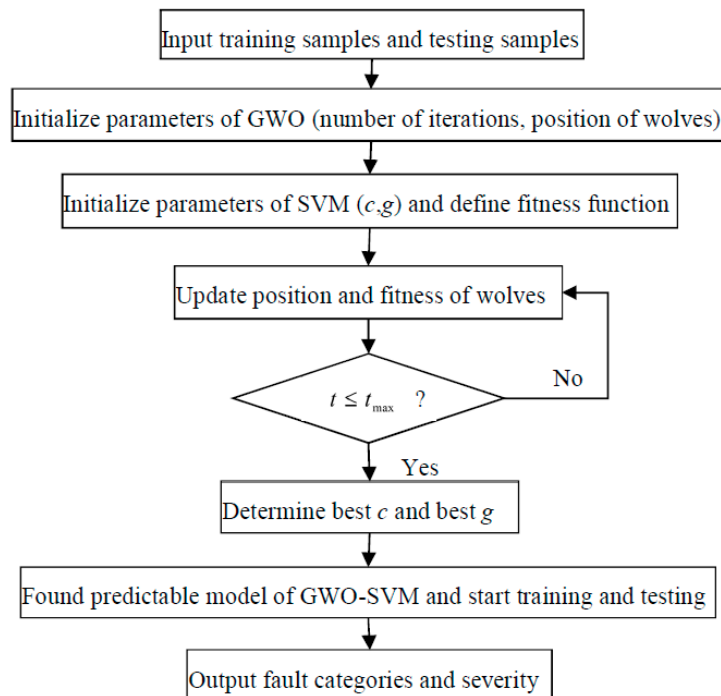 Input training samples and testing samples
Initialize parameters of GWO (number of iterations, position of wolves)
Initialize parameters of SVM (c,g) and define fitness function
Update position and fitness of wolves
t ≤ t_max ?
No
Yes
Determine best c and best g
Found predictable model of GWO-SVM and start training and testing
Output fault categories and severity